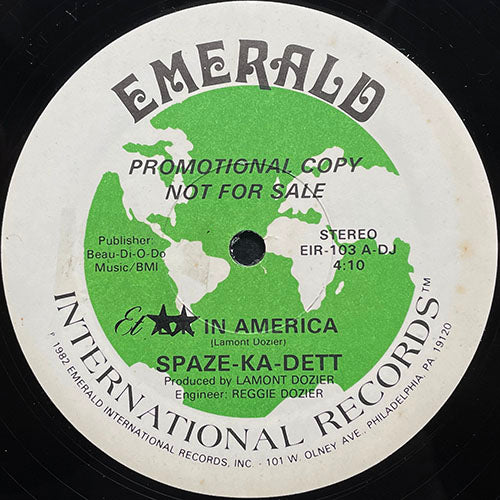 EMERALD
PROMOTIONAL COPY
NOT FOR SALE
Publisher:
Beau-Di-O-Do
Music/BMI
STEREO
EIR-103 A-DJ
4:10
Et IN AMERICA
(Lamont Dozier)
SPAZE-KA-DETT
Produced by LAMONT DOZIER
Engineer: REGGIE DOZIER
INTERNATIONAL RECORDS™
℗ 1982 EMERALD INTERNATIONAL RECORDS, INC. - 101 W. OLNEY AVE., PHILADELPHIA, PA 19120